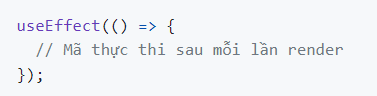 useEffect(() => {
  // Mã thực thi sau mỗi lần render
});